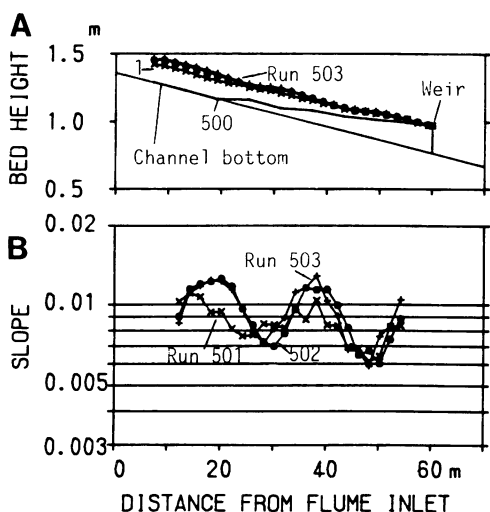 A
m
1.5
1
Run 503
Weir
BED HEIGHT
1.0
500
Channel bottom
0.5
B
0.02
Run 503
0.01
SLOPE
Run 501
502
0.005
0.003
0 20 40 60 m
DISTANCE FROM FLUME INLET